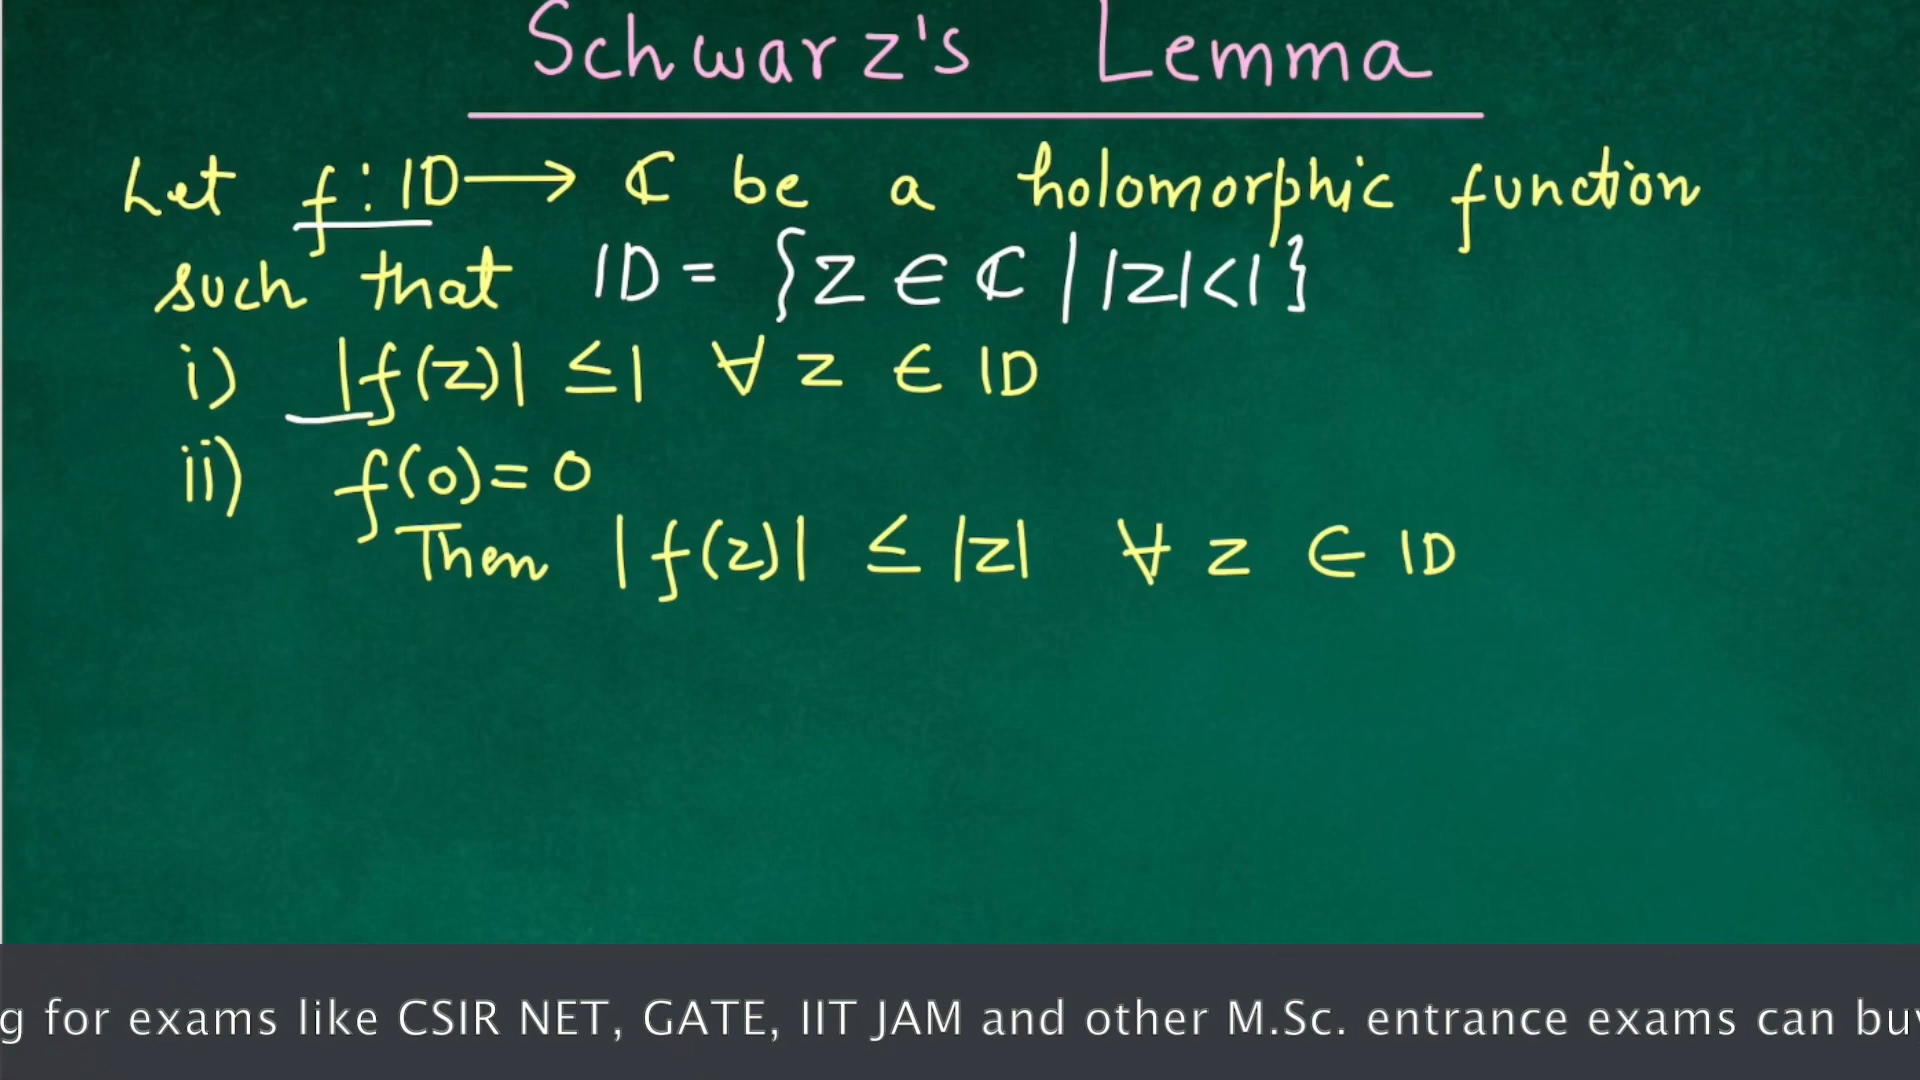 Schwarz's Lemma
Let f : 𝔻 → ℂ be a holomorphic function
such that 𝔻 = {z ∈ ℂ | |z|<1}
i) |f(z)| ≤ 1 ∀ z ∈ 𝔻
ii) f(0) = 0
Then |f(z)| ≤ |z| ∀ z ∈ 𝔻
g for exams like CSIR NET, GATE, IIT JAM and other M.Sc. entrance exams can buy